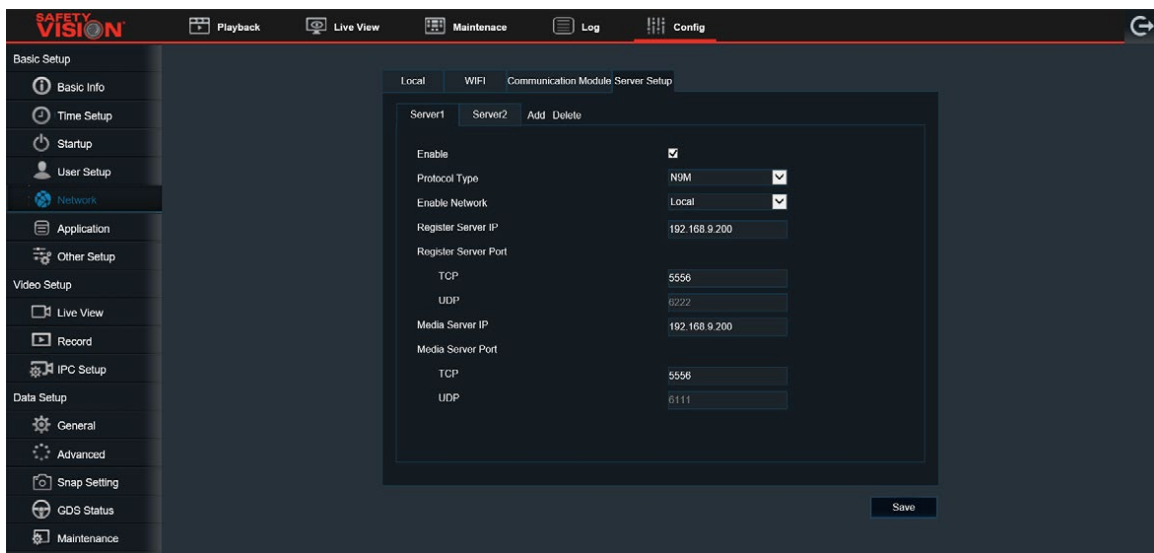 SAFETY VISION
Playback
Live View
Maintenace
Log
Config
Basic Setup
Basic Info
Time Setup
Startup
User Setup
Network
Application
Other Setup
Video Setup
Live View
Record
IPC Setup
Data Setup
General
Advanced
Snap Setting
GDS Status
Maintenance
Local WIFI Communication Module Server Setup
Server1 Server2 Add Delete
Enable
Protocol Type N9M
Enable Network Local
Register Server IP 192.168.9.200
Register Server Port
TCP 5556
UDP 6222
Media Server IP 192.168.9.200
Media Server Port
TCP 5556
UDP 6111
Save